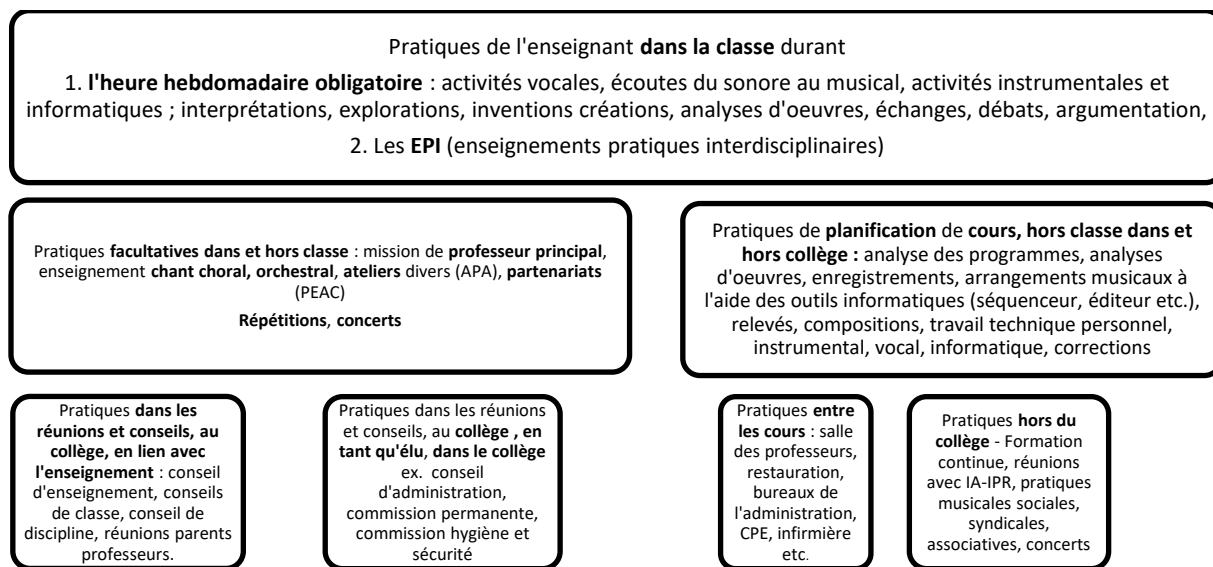 Pratiques de l'enseignant dans la classe durant
1. l'heure hebdomadaire obligatoire : activités vocales, écoutes du sonore au musical, activités instrumentales et
informatiques ; interprétations, explorations, inventions créations, analyses d'oeuvres, échanges, débats, argumentation,
2. Les EPI (enseignements pratiques interdisciplinaires)
Pratiques facultatives dans et hors classe : mission de professeur principal,
enseignement chant choral, orchestral, ateliers divers (APA), partenariats
(PEAC)
Répétitions, concerts
Pratiques de planification de cours, hors classe dans et
hors collège : analyse des programmes, analyses
d'oeuvres, enregistrements, arrangements musicaux à
l'aide des outils informatiques (séquenceur, éditeur etc.),
relevés, compositions, travail technique personnel,
instrumental, vocal, informatique, corrections
Pratiques dans les
réunions et conseils, au
collège, en lien avec
l'enseignement : conseil
d'enseignement, conseils
de classe, conseil de
discipline, réunions parents
professeurs.
Pratiques dans les réunions
et conseils, au collège , en
tant qu'élu, dans le collège
ex. conseil
d'administration,
commission permanente,
commission hygiène et
sécurité
Pratiques entre
les cours : salle
des professeurs,
restauration,
bureaux de
l'administration,
CPE, infirmière
etc.
Pratiques hors du
collège - Formation
continue, réunions
avec IA-IPR, pratiques
musicales sociales,
syndicales,
associatives, concerts